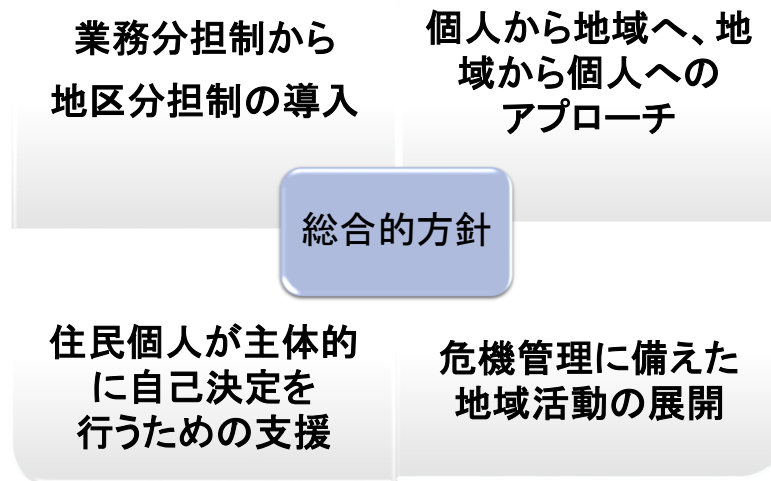 業務分担制から
地区分担制の導入
個人から地域へ、地
域から個人への
アプローチ
総合的方針
住民個人が主体的
に自己決定を
行うための支援
危機管理に備えた
地域活動の展開